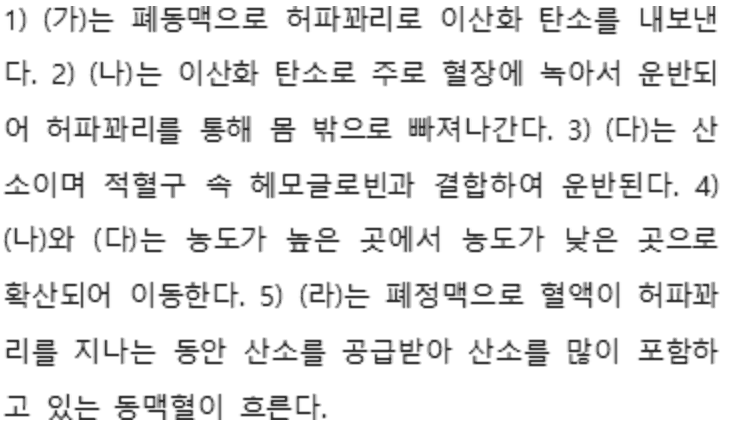 1) (가)는 폐동맥으로 허파꽈리로 이산화 탄소를 내보낸
다. 2) (나)는 이산화 탄소로 주로 혈장에 녹아서 운반되
어 허파꽈리를 통해 몸 밖으로 빠져나간다. 3) (다)는 산
소이며 적혈구 속 헤모글로빈과 결합하여 운반된다. 4)
(나)와 (다)는 농도가 높은 곳에서 농도가 낮은 곳으로
확산되어 이동한다. 5) (라)는 폐정맥으로 혈액이 허파꽈
리를 지나는 동안 산소를 공급받아 산소를 많이 포함하
고 있는 동맥혈이 흐른다.